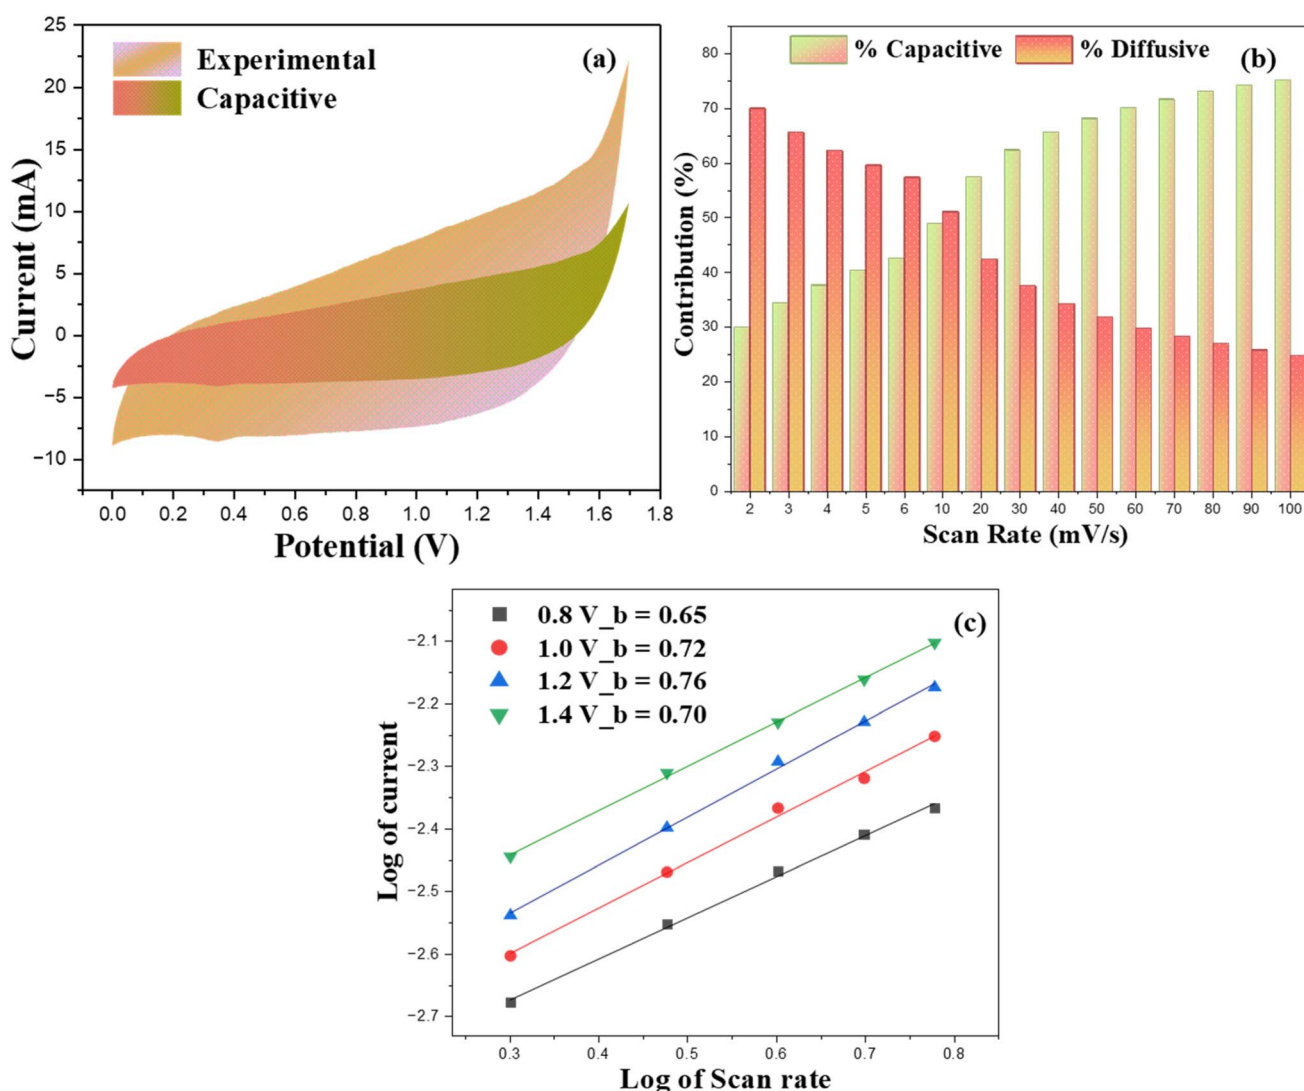 (a)
Experimental
Capacitive
Current (mA)
25
20
15
10
5
0
−5
−10
0.0 0.2 0.4 0.6 0.8 1.0 1.2 1.4 1.6 1.8
Potential (V)
(b)
% Capacitive % Diffusive
Contribution (%)
80
70
60
50
40
30
20
10
0
2 3 4 5 6 10 20 30 40 50 60 70 80 90 100
Scan Rate (mV/s)
(c)
0.8 V_b = 0.65
1.0 V_b = 0.72
1.2 V_b = 0.76
1.4 V_b = 0.70
Log of current
−2.1
−2.2
−2.3
−2.4
−2.5
−2.6
−2.7
0.3 0.4 0.5 0.6 0.7 0.8
Log of Scan rate